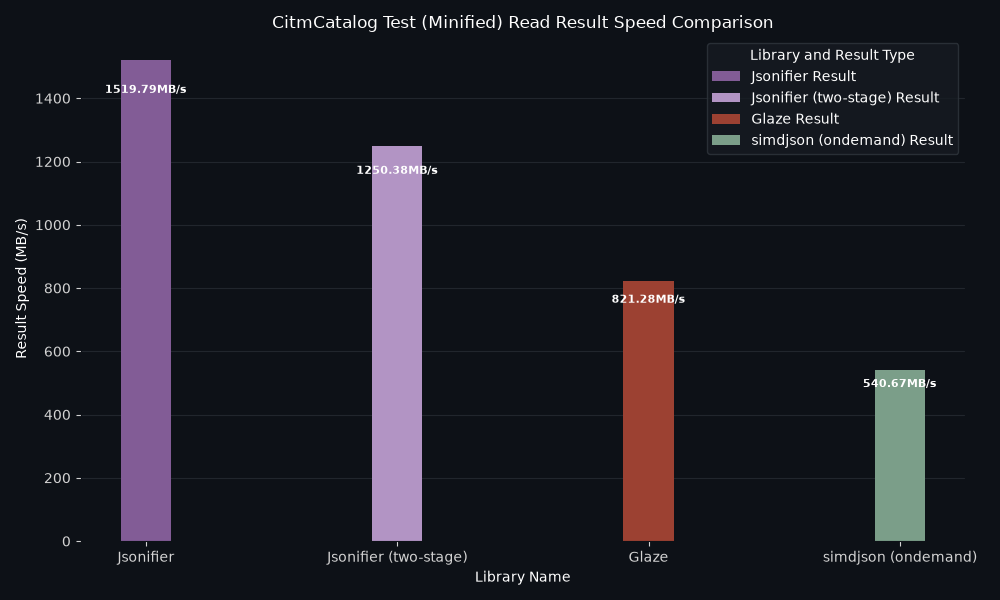 CitmCatalog Test (Minified) Read Result Speed Comparison
Library and Result Type
Jsonifier Result
Jsonifier (two-stage) Result
Glaze Result
simdjson (ondemand) Result
Result Speed (MB/s)
1400
1200
1000
800
600
400
200
0
1519.79MB/s
1250.38MB/s
821.28MB/s
540.67MB/s
Jsonifier
Jsonifier (two-stage)
Glaze
simdjson (ondemand)
Library Name